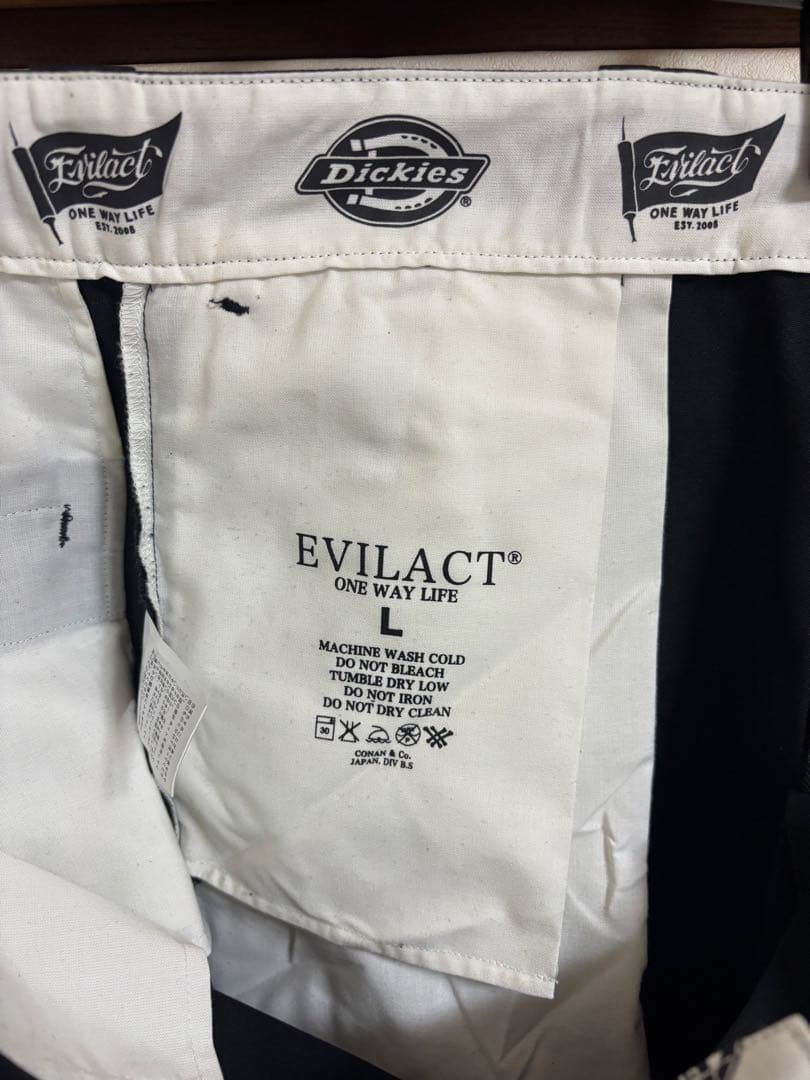 Evilact
ONE WAY LIFE
EST. 2008
Dickies®
Evilact
ONE WAY LIFE
EST. 2008
EVILACT®
ONE WAY LIFE
L
MACHINE WASH COLD
DO NOT BLEACH
TUMBLE DRY LOW
DO NOT IRON
DO NOT DRY CLEAN
30
CONAN & Co.
JAPAN, DIV B.S